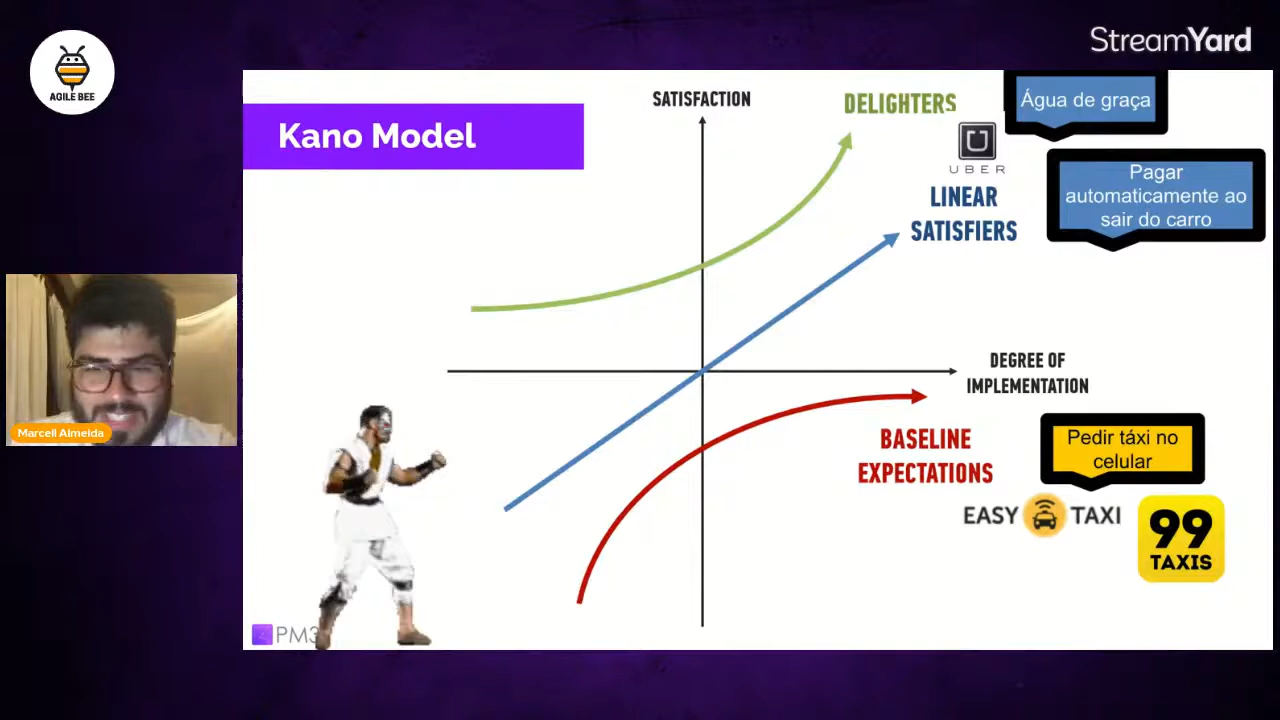 AGILE BEE
StreamYard
Kano Model
SATISFACTION
DELIGHTERS
Água de graça
UBER
LINEAR
SATISFIERS
Pagar
automaticamente ao
sair do carro
DEGREE OF
IMPLEMENTATION
BASELINE
EXPECTATIONS
Pedir táxi no
celular
EASY TAXI
99
TAXIS
Marcell Almeida
PM3